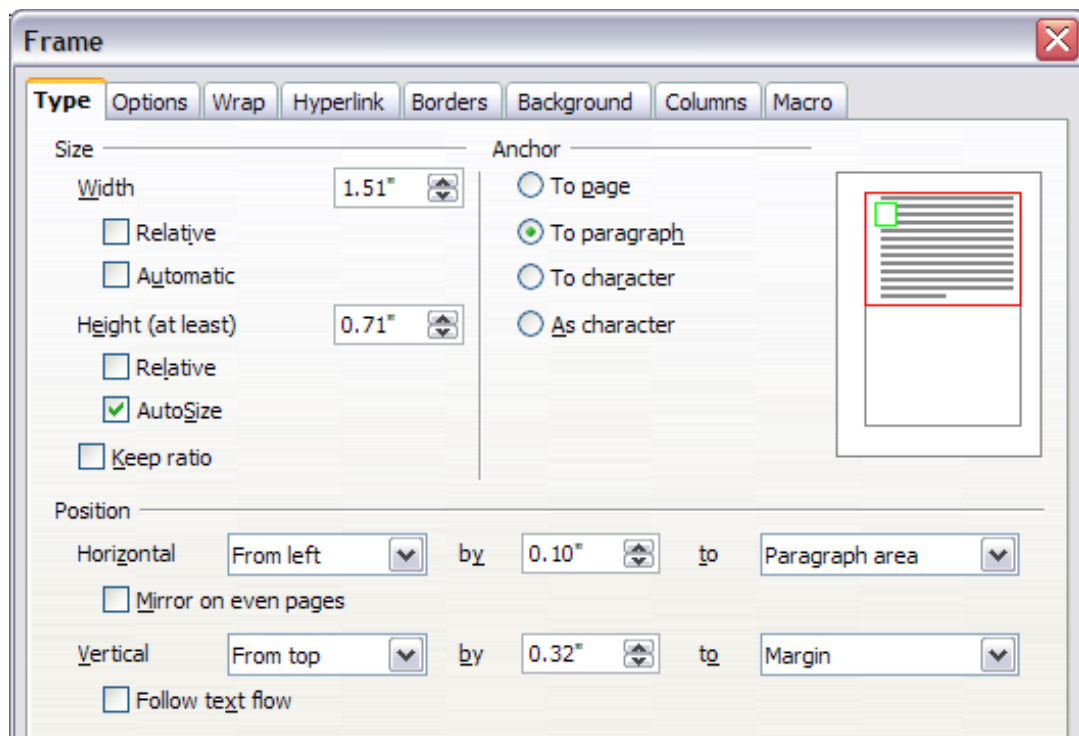 Frame
Type Options Wrap Hyperlink Borders Background Columns Macro
Size
Width 1.51"
Relative
Automatic
Height (at least) 0.71"
Relative
AutoSize
Keep ratio
Anchor
To page
To paragraph
To character
As character
Position
Horizontal From left by 0.10" to Paragraph area
Mirror on even pages
Vertical From top by 0.32" to Margin
Follow text flow